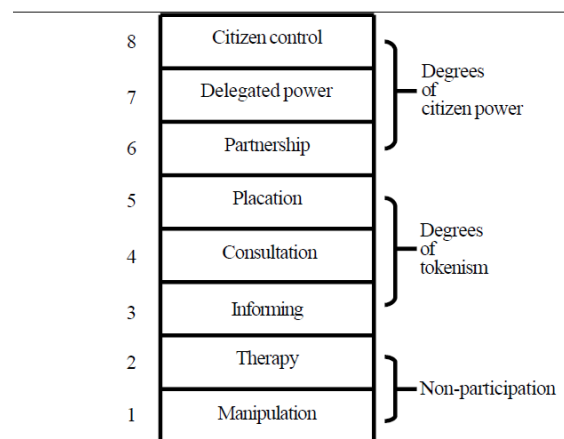 8 Citizen control
7 Delegated power
6 Partnership
Degrees
of
citizen power
5 Placation
4 Consultation
3 Informing
Degrees
of
tokenism
2 Therapy
1 Manipulation
Non-participation